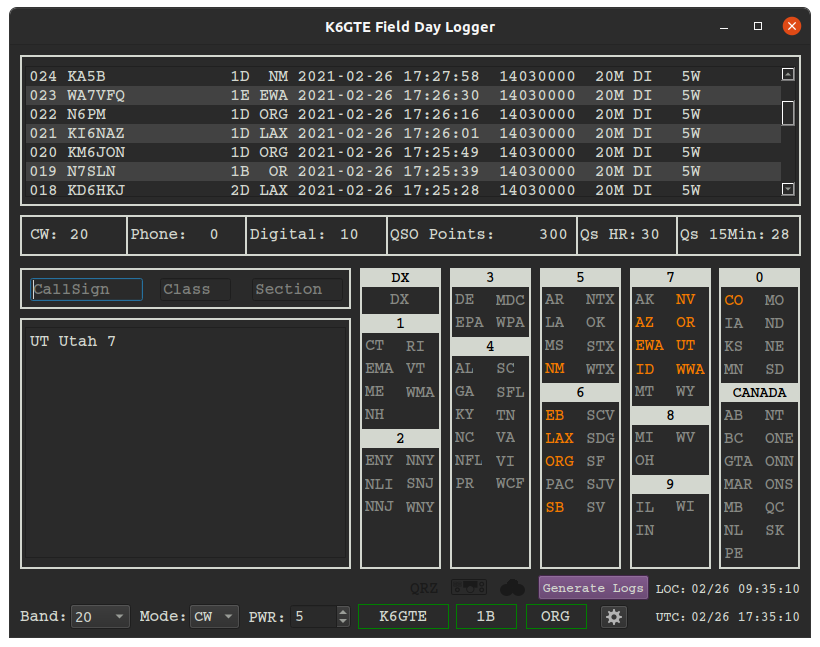 K6GTE Field Day Logger
024 KA5B 1D NM 2021-02-26 17:27:58 14030000 20M DI 5W
023 WA7VFQ 1E EWA 2021-02-26 17:26:30 14030000 20M DI 5W
022 N6PM 1D ORG 2021-02-26 17:26:16 14030000 20M DI 5W
021 KI6NAZ 1D LAX 2021-02-26 17:26:01 14030000 20M DI 5W
020 KM6JON 1D ORG 2021-02-26 17:25:49 14030000 20M DI 5W
019 N7SLN 1B OR 2021-02-26 17:25:39 14030000 20M DI 5W
018 KD6HKJ 2D LAX 2021-02-26 17:25:28 14030000 20M DI 5W
CW: 20 Phone: 0 Digital: 10 QSO Points: 300 Qs HR: 30 Qs 15Min: 28
CallSign Class Section
UT Utah 7
DX
DX
1
CT RI
EMA VT
ME WMA
NH
2
ENY NNY
NLI SNJ
NNJ WNY
3
DE MDC
EPA WPA
4
AL SC
GA SFL
KY TN
NC VA
NFL VI
PR WCF
5
AR NTX
LA OK
MS STX
NM WTX
6
EB SCV
LAX SDG
ORG SF
PAC SJV
SB SV
7
AK NV
AZ OR
EWA UT
ID WWA
MT WY
8
MI WV
OH
9
IL WI
IN
0
CO MO
IA ND
KS NE
MN SD
CANADA
AB NT
BC ONE
GTA ONN
MAR ONS
MB QC
NL SK
PE
QRZ Generate Logs LOC: 02/26 09:35:10
Band: 20 Mode: CW PWR: 5 K6GTE 1B ORG UTC: 02/26 17:35:10